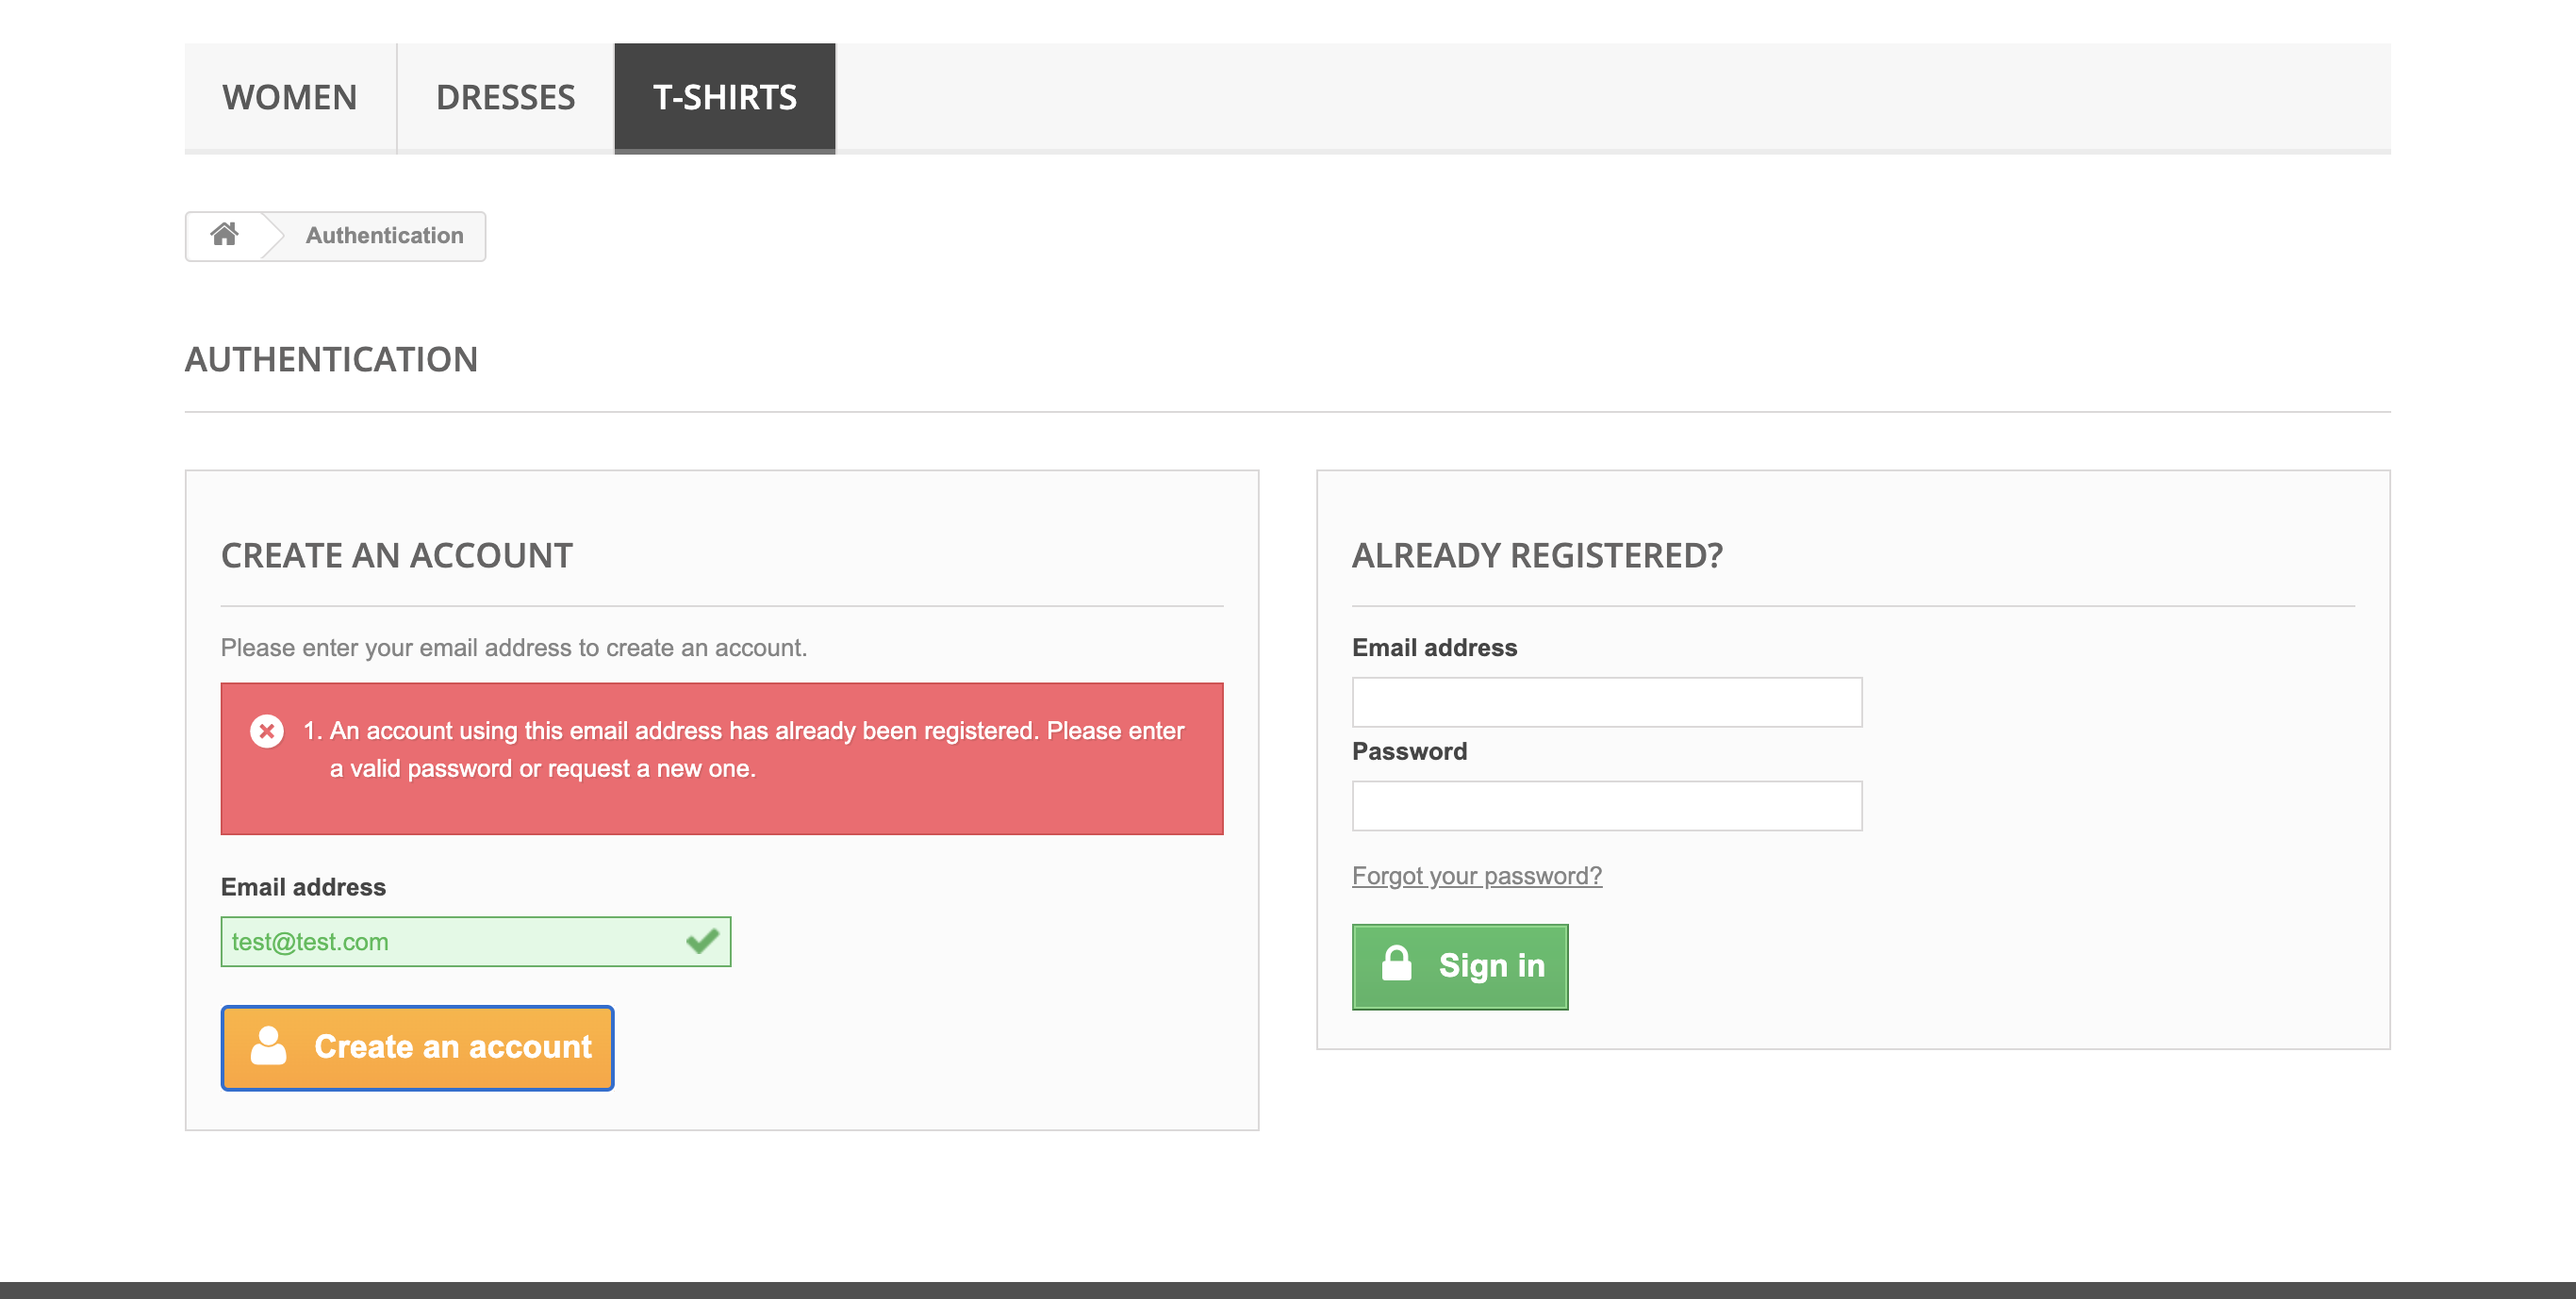 WOMEN DRESSES T-SHIRTS
Authentication
AUTHENTICATION
CREATE AN ACCOUNT
Please enter your email address to create an account.
1. An account using this email address has already been registered. Please enter
a valid password or request a new one.
Email address
test@test.com
Create an account
ALREADY REGISTERED?
Email address
Password
Forgot your password?
Sign in